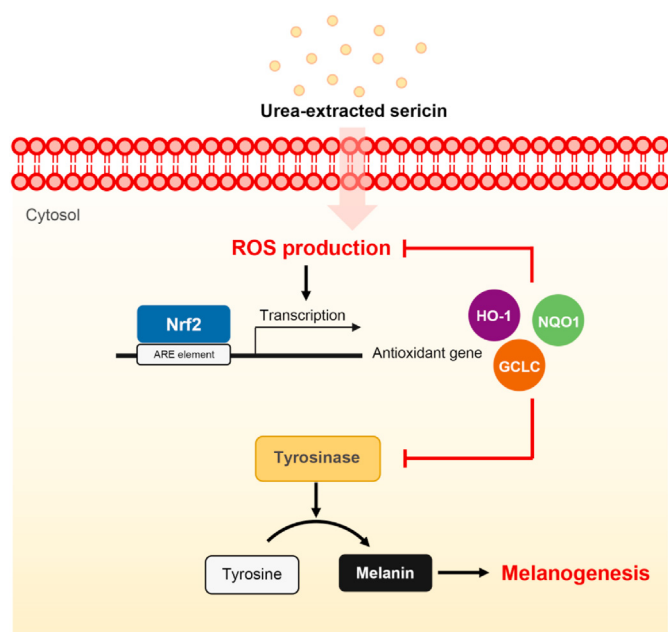 Urea-extracted sericin
Cytosol
ROS production
Nrf2
Transcription
ARE element
Antioxidant gene
HO-1
NQO1
GCLC
Tyrosinase
Tyrosine
Melanin
Melanogenesis